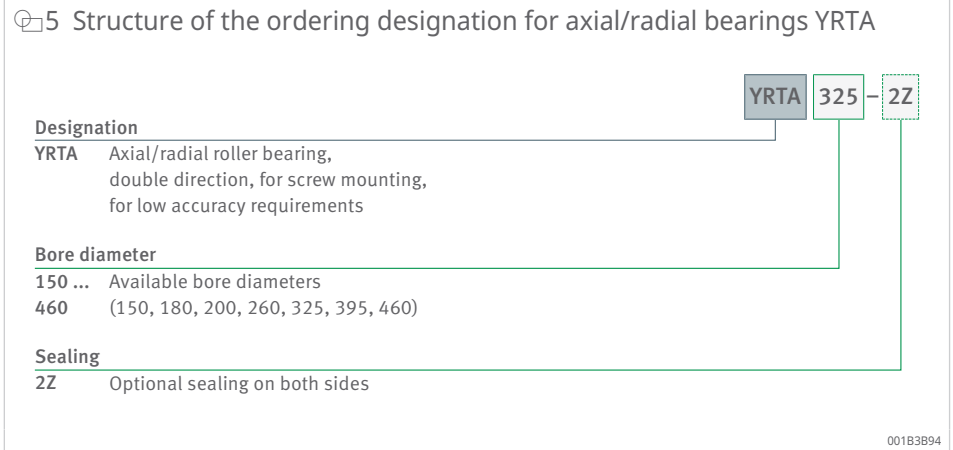 5 Structure of the ordering designation for axial/radial bearings YRTA
YRTA 325 – 2Z
Designation
YRTA Axial/radial roller bearing,
double direction, for screw mounting,
for low accuracy requirements
Bore diameter
150 ... Available bore diameters
460 (150, 180, 200, 260, 325, 395, 460)
Sealing
2Z Optional sealing on both sides
001B3B94